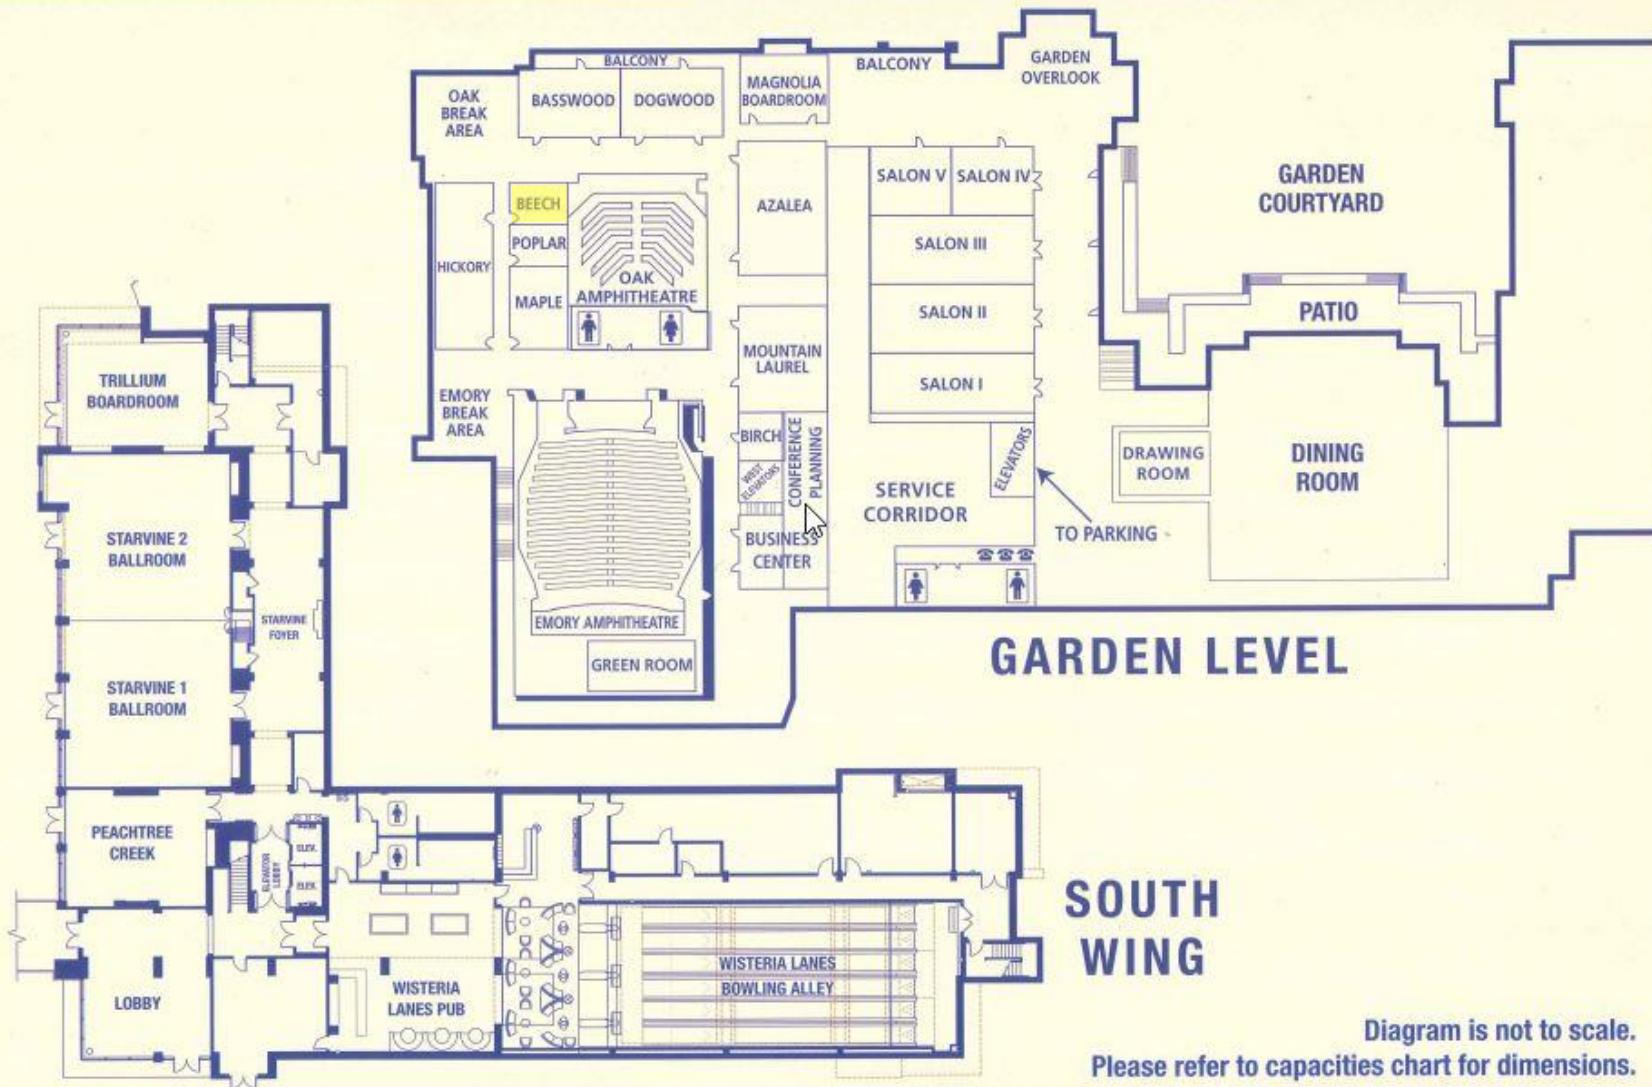 BALCONY
BALCONY
GARDEN
OVERLOOK
OAK
BREAK
AREA
BASSWOOD
DOGWOOD
MAGNOLIA
BOARDROOM
BEECH
POPLAR
HICKORY
MAPLE
OAK
AMPHITHEATRE
AZALEA
SALON V
SALON IV
SALON III
SALON II
SALON I
GARDEN
COURTYARD
PATIO
MOUNTAIN
LAUREL
EMORY
BREAK
AREA
BIRCH
WEST
ELEVATORS
CONFERENCE
PLANNING
BUSINESS
CENTER
SERVICE
CORRIDOR
ELEVATORS
TO PARKING
DRAWING
ROOM
DINING
ROOM
EMORY AMPHITHEATRE
GREEN ROOM
GARDEN LEVEL
TRILLIUM
BOARDROOM
STARVINE 2
BALLROOM
STARVINE
FOYER
STARVINE 1
BALLROOM
PEACHTREE
CREEK
ELEVATOR
LOBBY
ELEV.
ELEV.
LOBBY
WISTERIA
LANES PUB
WISTERIA LANES
BOWLING ALLEY
SOUTH
WING
Diagram is not to scale.
Please refer to capacities chart for dimensions.